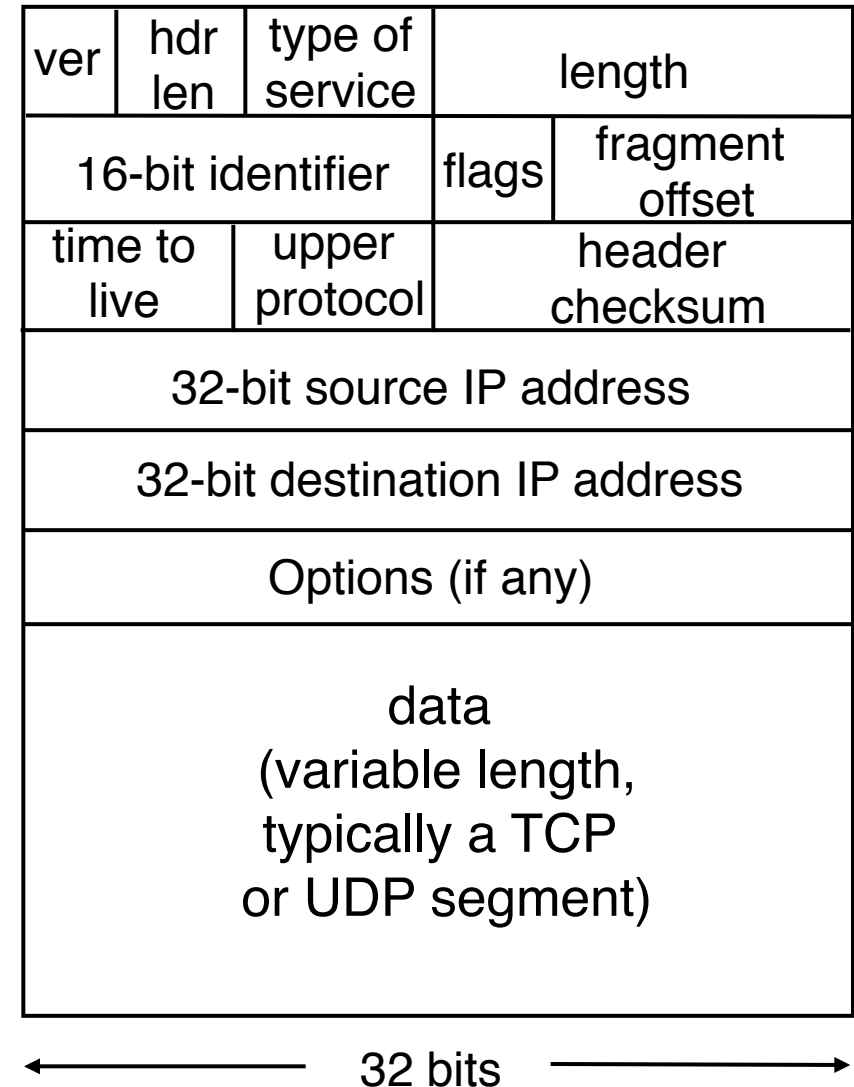 ver
hdr
len
type of
service
length
16-bit identifier
flags
fragment
offset
time to
live
upper
protocol
header
checksum
32-bit source IP address
32-bit destination IP address
Options (if any)
data
(variable length,
typically a TCP
or UDP segment)
32 bits